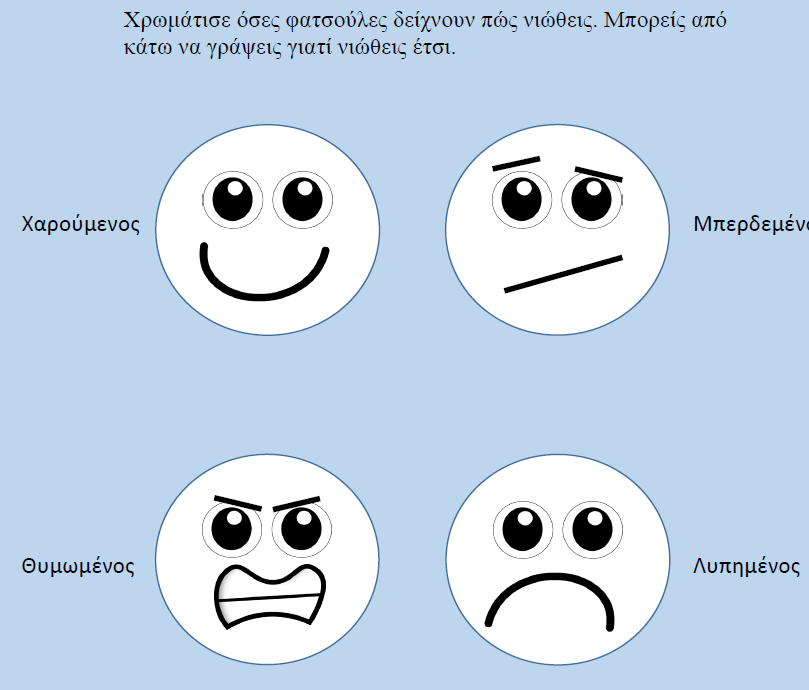 Χρωμάτισε όσες φατσούλες δείχνουν πώς νιώθεις. Μπορείς από
κάτω να γράψεις γιατί νιώθεις έτσι.
Χαρούμενος
Θυμωμένος
Λυπημένος